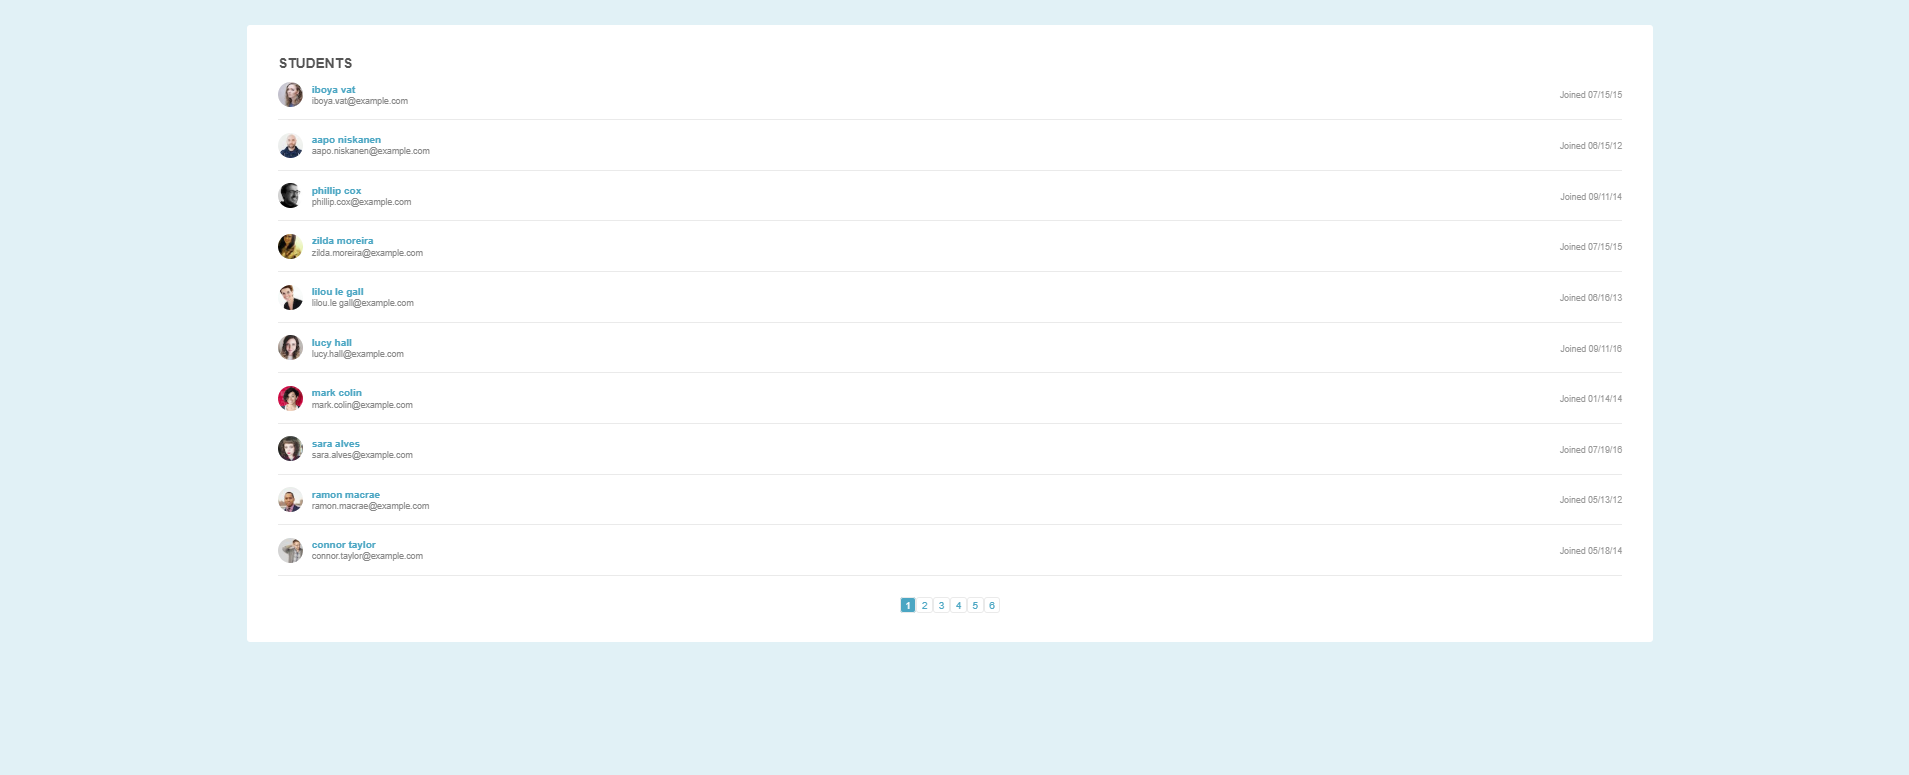 STUDENTS
iboya vat
iboya.vat@example.com
Joined 07/15/15
aapo niskanen
aapo.niskanen@example.com
Joined 06/15/12
phillip cox
phillip.cox@example.com
Joined 09/11/14
zilda moreira
zilda.moreira@example.com
Joined 07/15/15
lilou le gall
lilou.le gall@example.com
Joined 06/16/13
lucy hall
lucy.hall@example.com
Joined 09/11/16
mark colin
mark.colin@example.com
Joined 01/14/14
sara alves
sara.alves@example.com
Joined 07/19/16
ramon macrae
ramon.macrae@example.com
Joined 05/13/12
connor taylor
connor.taylor@example.com
Joined 05/18/14
1 2 3 4 5 6